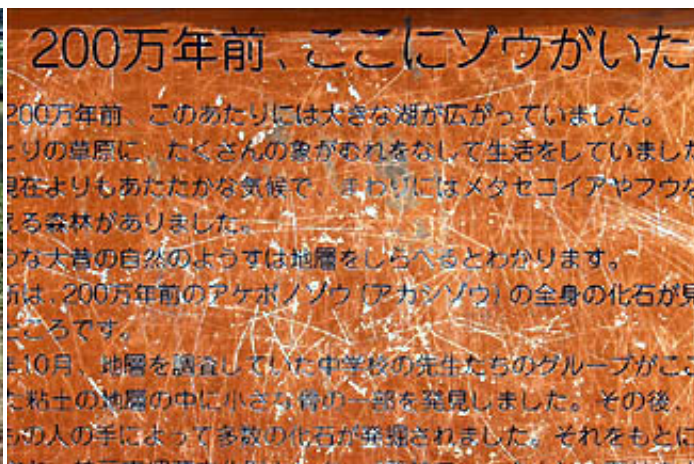 200万年前、ここにゾウがいた
200万年前、このあたりには大きな湖が広がっていました。
とりの草原に、たくさんの象がむれをなして生活をしていました
現在よりもあたたかな気候で、まわりにはメタセコイアやフウな
える森林がありました。
うな大昔の自然のようすは地層をしらべるとわかります。
所は、200万年前のアケボノゾウ(アカシゾウ)の全身の化石が見
ところです。
年10月、地層を調査していた中学校の先生たちのグループがこ
た粘土の地層の中に小さな骨の一部を発見しました。その後、
の人の手によって多数の化石が発掘されました。それをもとに